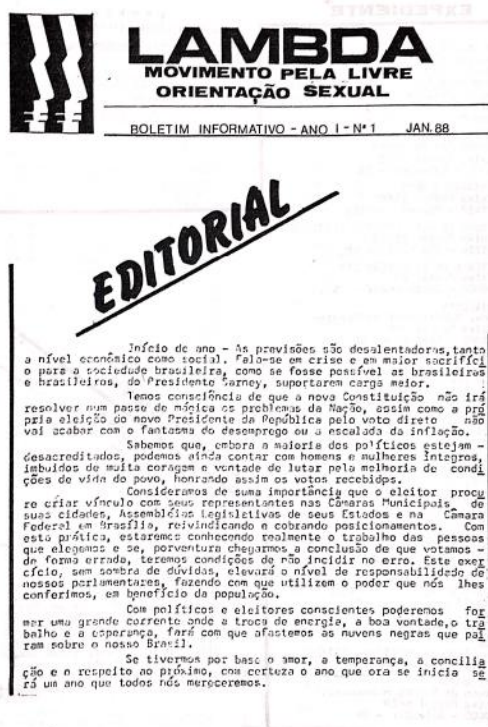 LAMBDA
MOVIMENTO PELA LIVRE
ORIENTAÇÃO SEXUAL
BOLETIM INFORMATIVO - ANO I - Nº 1 JAN. 88
EDITORIAL
Início de ano - As previsões são desalentadoras, tanto
a nível econômico como social. Fala-se em crise e em maior sacrifíci
o para a sociedade brasileira, como se fosse possível as brasileiras
e brasileiros, do Presidente Sarney, suportarem carga maior.
Temos consciência de que a nova Constituição não irá
resolver num passe de mágica os problemas da Nação, assim como a pró
pria eleição do novo Presidente da República pelo voto direto não
vai acabar com o fantasma do desemprego ou a escalada da inflação.
Sabemos que, embora a maioria dos políticos estejam -
desacreditados, podemos ainda contar com homens e mulheres íntegros,
imbuidos de muita coragem e vontade de lutar pela melhoria de condi
ções de vida do povo, honrando assim os votos recebidos.
Consideramos de suma importância que o eleitor procu
re criar vínculo com seus representantes nas Câmaras Municipais de
suas cidades, Assembléias Legislativas de seus Estados e na Câmara
Federal em Brasília, reivindicando e cobrando posicionamentos. Com
esta prática, estaremos conhecendo realmente o trabalho das pessoas
que elegemos e se, porventura chegarmos a conclusão de que votamos -
de forma errada, teremos condições de não incidir no erro. Este exer
cício, sem sombra de dúvidas, elevará o nível de responsabilidade de
nossos parlamentares, fazendo com que utilizem o poder que nós lhes
conferimos, em benefício da população.
Com políticos e eleitores conscientes poderemos for
mar uma grande corrente onde a troca de energia, a boa vontade, o tra
balho e a esperança, fará com que afastemos as nuvens negras que pai
ram sobre o nosso Brasil.
Se tivermos por base o amor, a temperança, a concilia
ção e o respeito ao próximo, com certeza o ano que ora se inicia se
rá um ano que todos nós mereceremos.